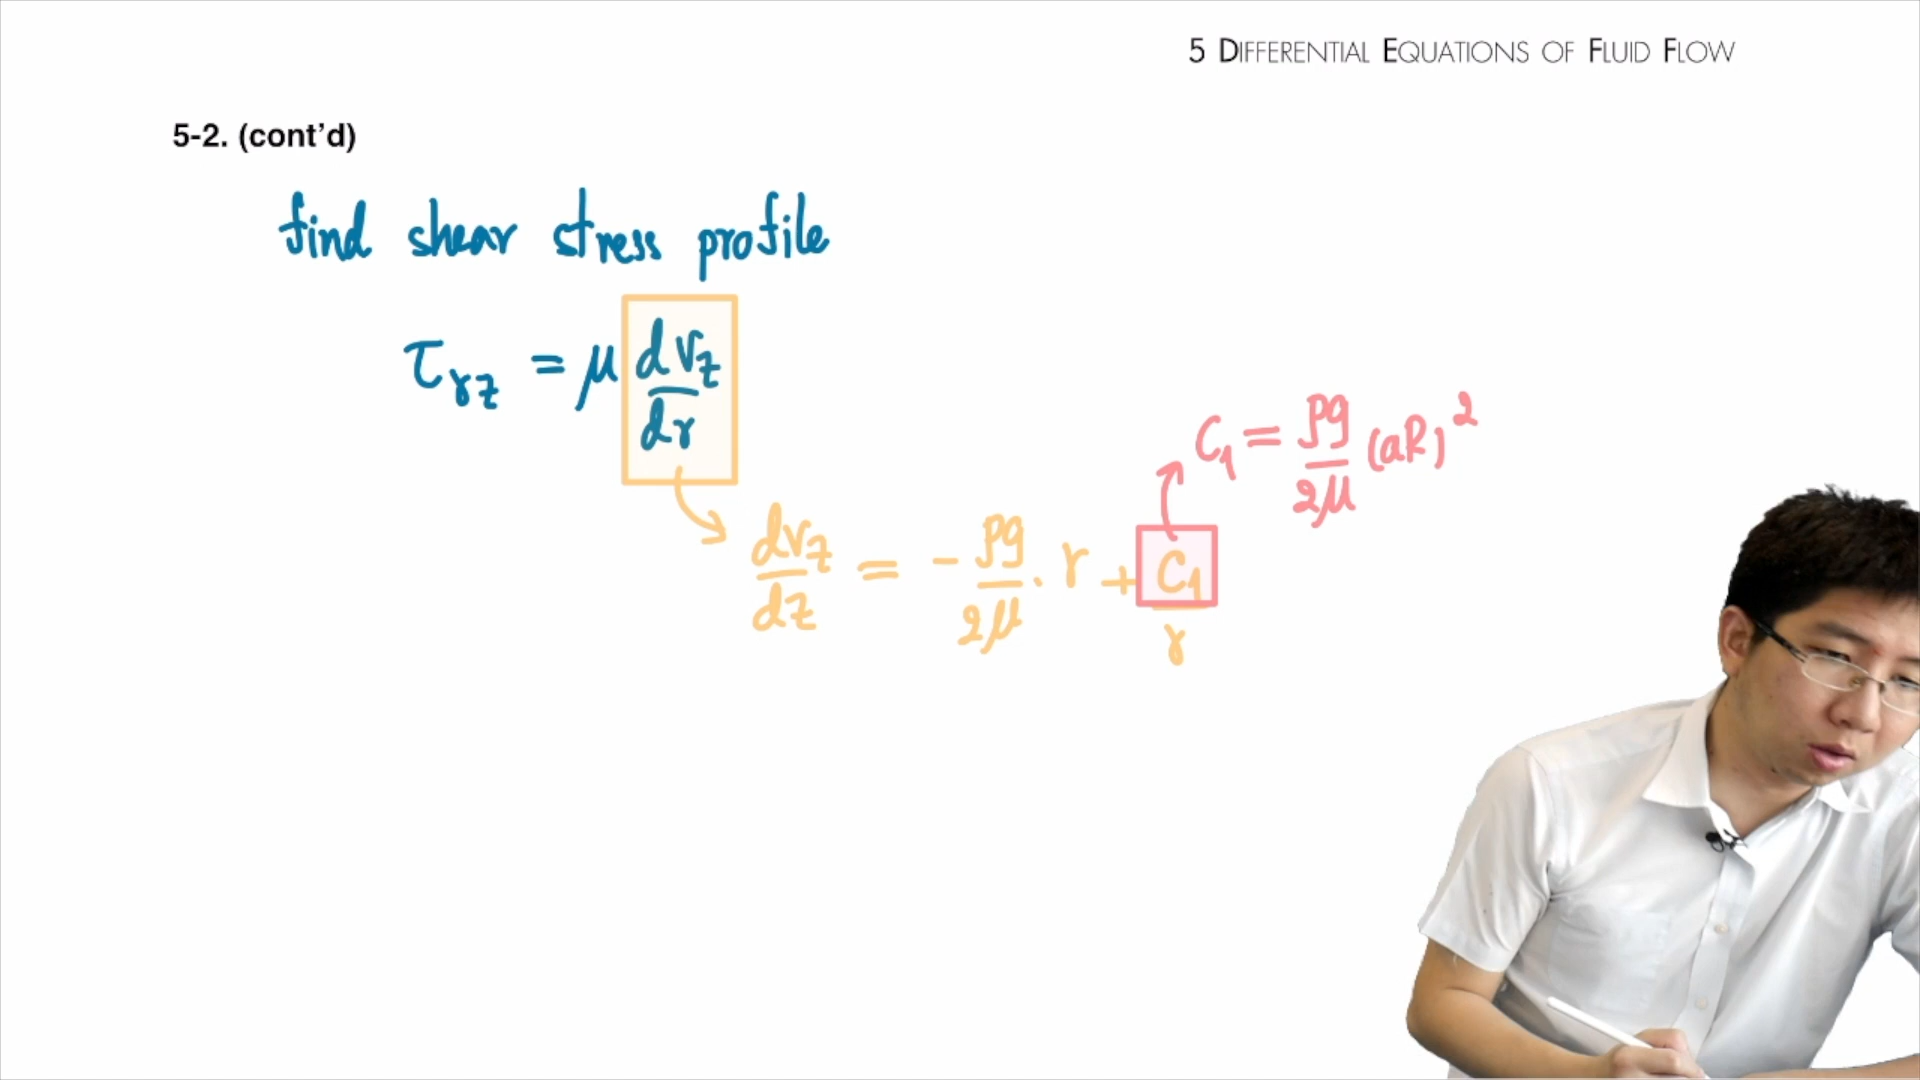 5 DIFFERENTIAL EQUATIONS OF FLUID FLOW
5-2. (cont'd)
find shear stress profile
τrz = μ dvz/dr
C1 = ρg/2μ (aR)²
dvz/dz = - ρg/2μ · r + C1/r